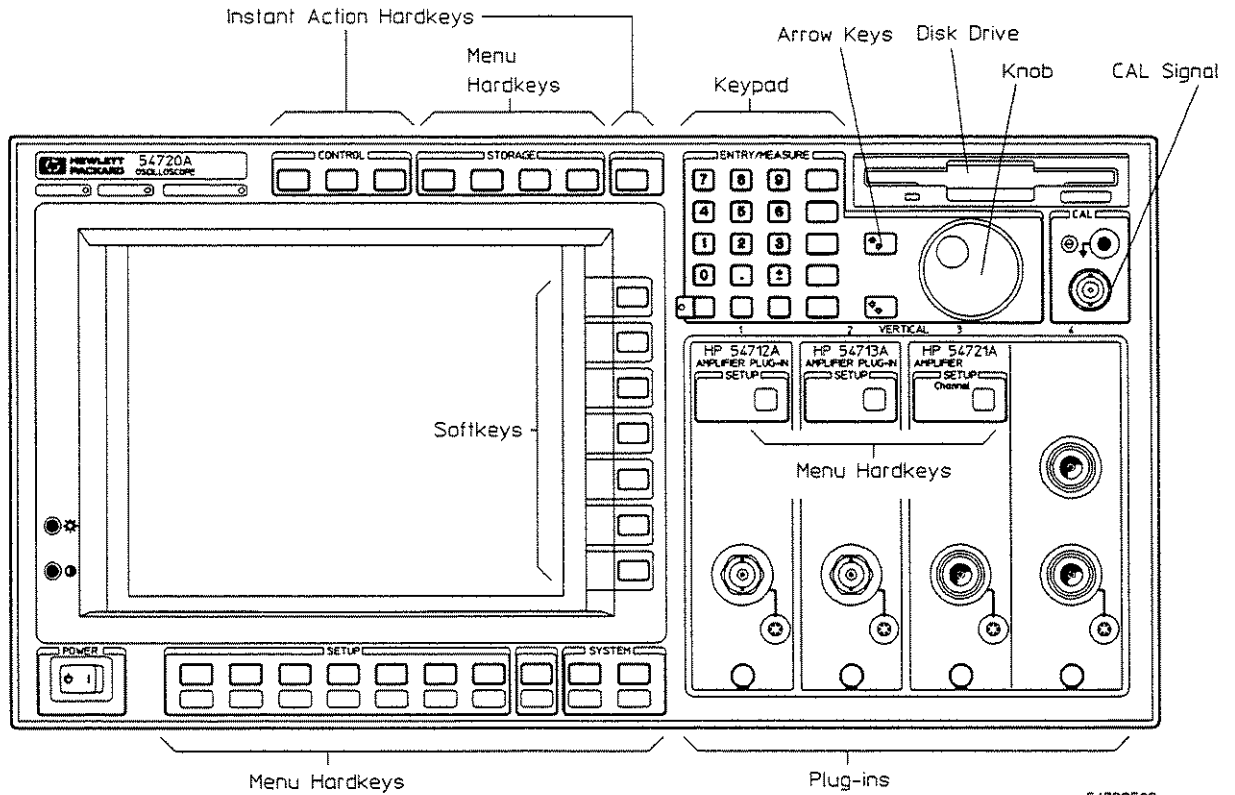 Instant Action Hardkeys
Menu
Hardkeys
Keypad
Arrow Keys
Disk Drive
Knob
CAL Signal
hp HEWLETT
PACKARD
54720A
OSCILLOSCOPE
CONTROL
STORAGE
ENTRY/MEASURE
7 8 9
4 5 6
1 2 3
0 . ±
CAL
1 2 VERTICAL 3 4
HP 54712A
AMPLIFIER PLUG-IN
SETUP
HP 54713A
AMPLIFIER PLUG-IN
SETUP
HP 54721A
AMPLIFIER
SETUP
Channel
Softkeys
Menu Hardkeys
POWER
SETUP
SYSTEM
Menu Hardkeys
Plug-ins